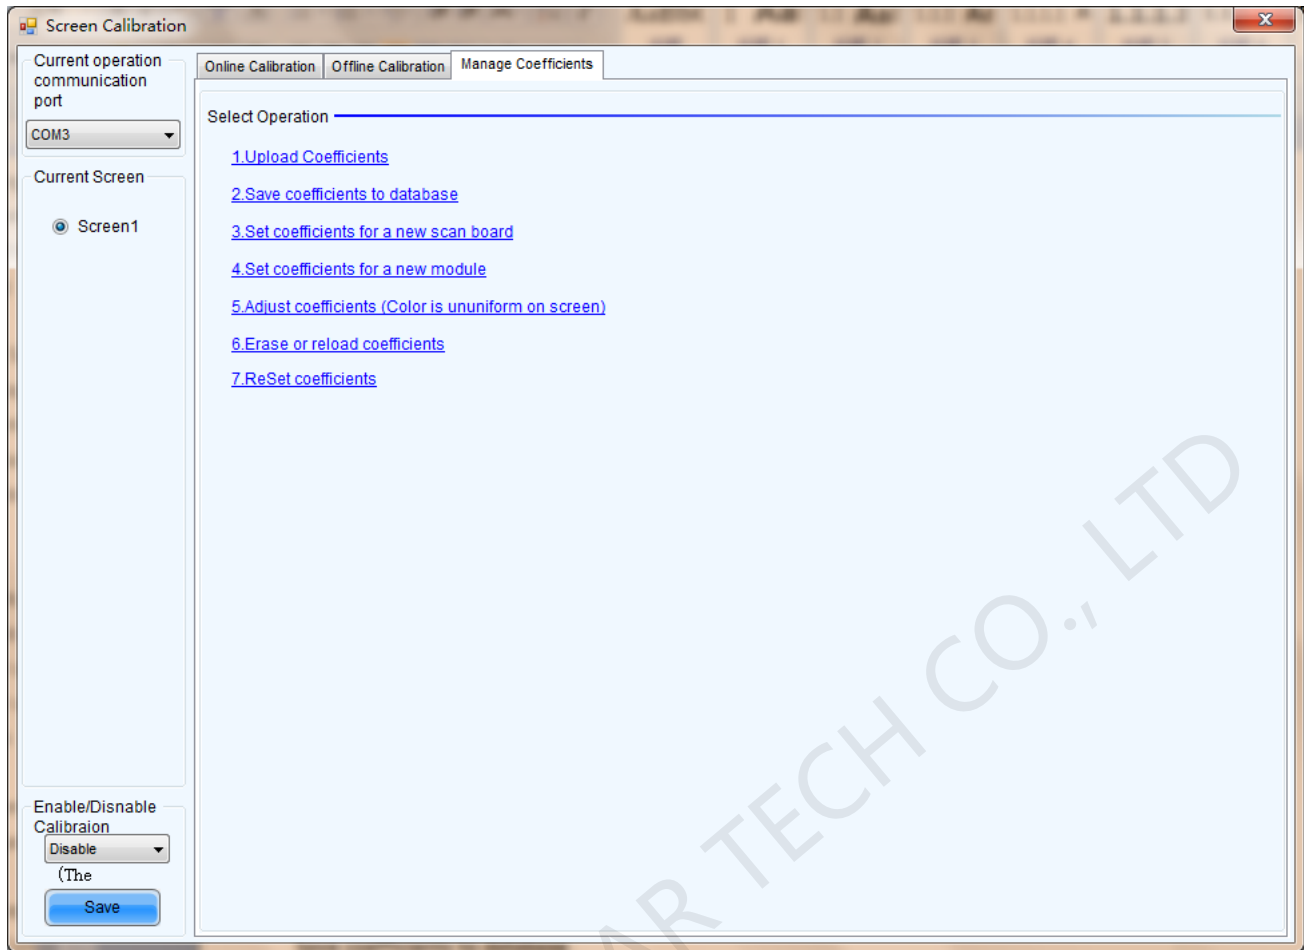 Screen Calibration
Current operation
communication
port
COM3
Current Screen
Screen1
Enable/Disnable
Calibraion
Disable
(The
Save
Online Calibration
Offline Calibration
Manage Coefficients
Select Operation
1.Upload Coefficients
2.Save coefficients to database
3.Set coefficients for a new scan board
4.Set coefficients for a new module
5.Adjust coefficients (Color is ununiform on screen)
6.Erase or reload coefficients
7.ReSet coefficients
TECH CO., LTD